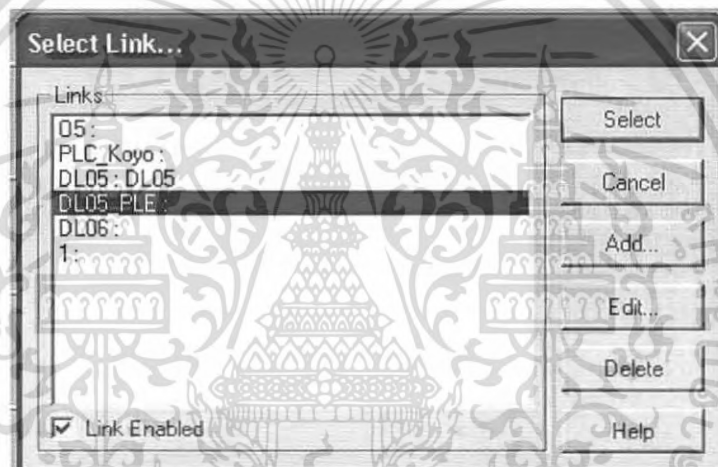 Select Link...
Links
05 :
PLC_Koyo :
DL05 : DL05
DL05_PLE :
DL06 :
1 :
Link Enabled
Select
Cancel
Add...
Edit...
Delete
Help